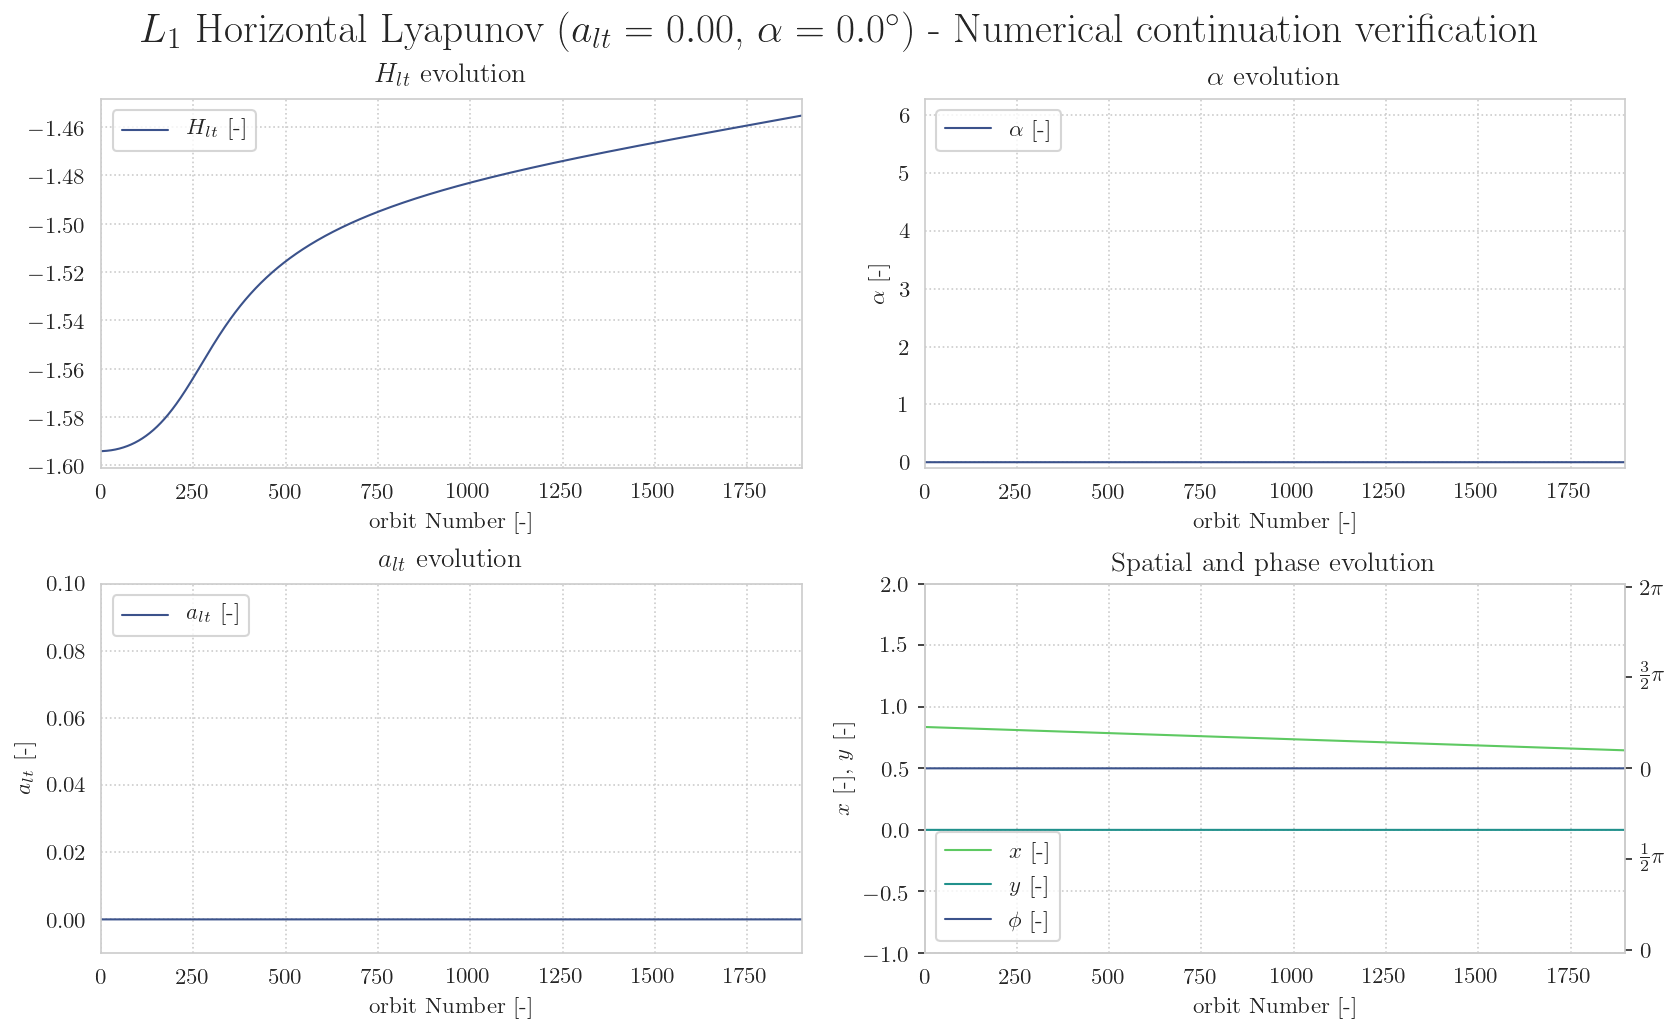 L₁ Horizontal Lyapunov (aₗₜ = 0.00, α = 0.0°) - Numerical continuation verification
Hₗₜ evolution
Hₗₜ [-]
−1.46
−1.48
−1.50
−1.52
−1.54
−1.56
−1.58
−1.60
0 250 500 750 1000 1250 1500 1750
orbit Number [-]
α evolution
α [-]
α [-]
6
5
4
3
2
1
0
0 250 500 750 1000 1250 1500 1750
orbit Number [-]
aₗₜ evolution
aₗₜ [-]
aₗₜ [-]
0.10
0.08
0.06
0.04
0.02
0.00
0 250 500 750 1000 1250 1500 1750
orbit Number [-]
Spatial and phase evolution
x [-], y [-]
2.0
1.5
1.0
0.5
0.0
−0.5
−1.0
x [-]
y [-]
ϕ [-]
2π
3/2 π
0
1/2 π
0
0 250 500 750 1000 1250 1500 1750
orbit Number [-]